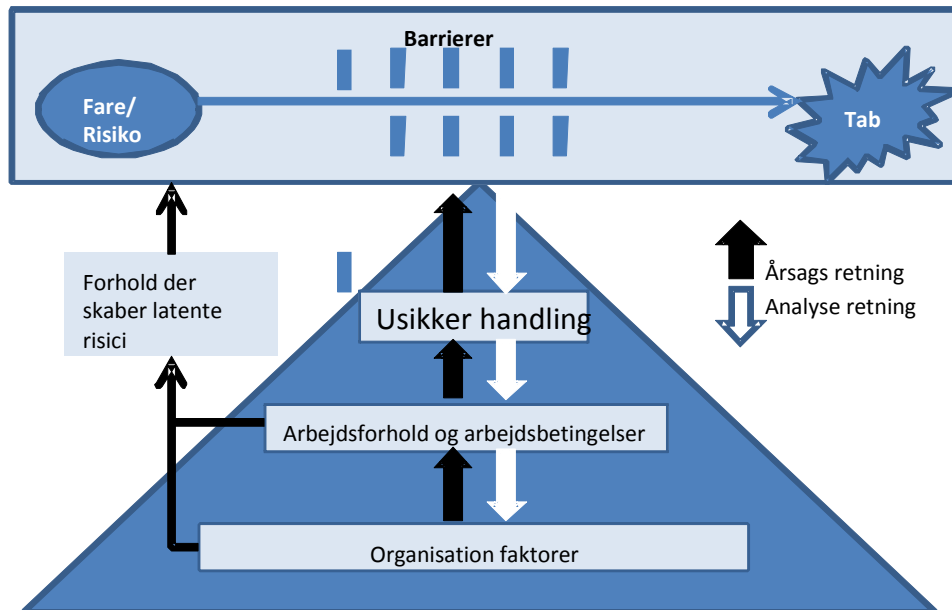 Barrierer
Fare/
Risiko
Tab
Forhold der
skaber latente
risici
Årsags retning
Analyse retning
Usikker handling
Arbejdsforhold og arbejdsbetingelser
Organisation faktorer